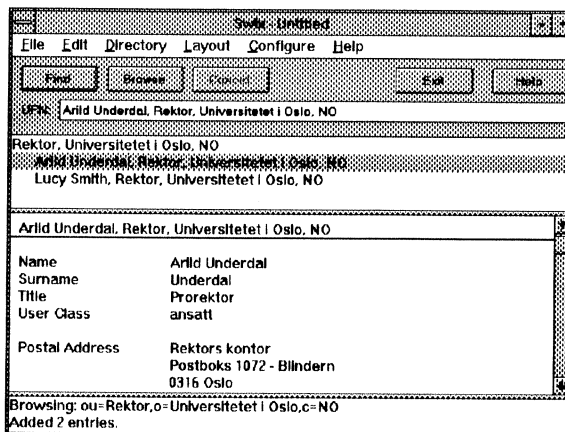 Swix - Untitled
File Edit Directory Layout Configure Help
Find Browse Cancel Exit Help
UFN: Arild Underdal, Rektor, Universitetet i Oslo, NO
Rektor, Universitetet i Oslo, NO
Arild Underdal, Rektor, Universitetet i Oslo, NO
Lucy Smith, Rektor, Universitetet i Oslo, NO
Arild Underdal, Rektor, Universitetet i Oslo, NO
Name Arild Underdal
Surname Underdal
Title Prorektor
User Class ansatt
Postal Address Rektors kontor
Postboks 1072 - Blindern
0316 Oslo
Browsing: ou=Rektor,o=Universitetet i Oslo,c=NO
Added 2 entries.